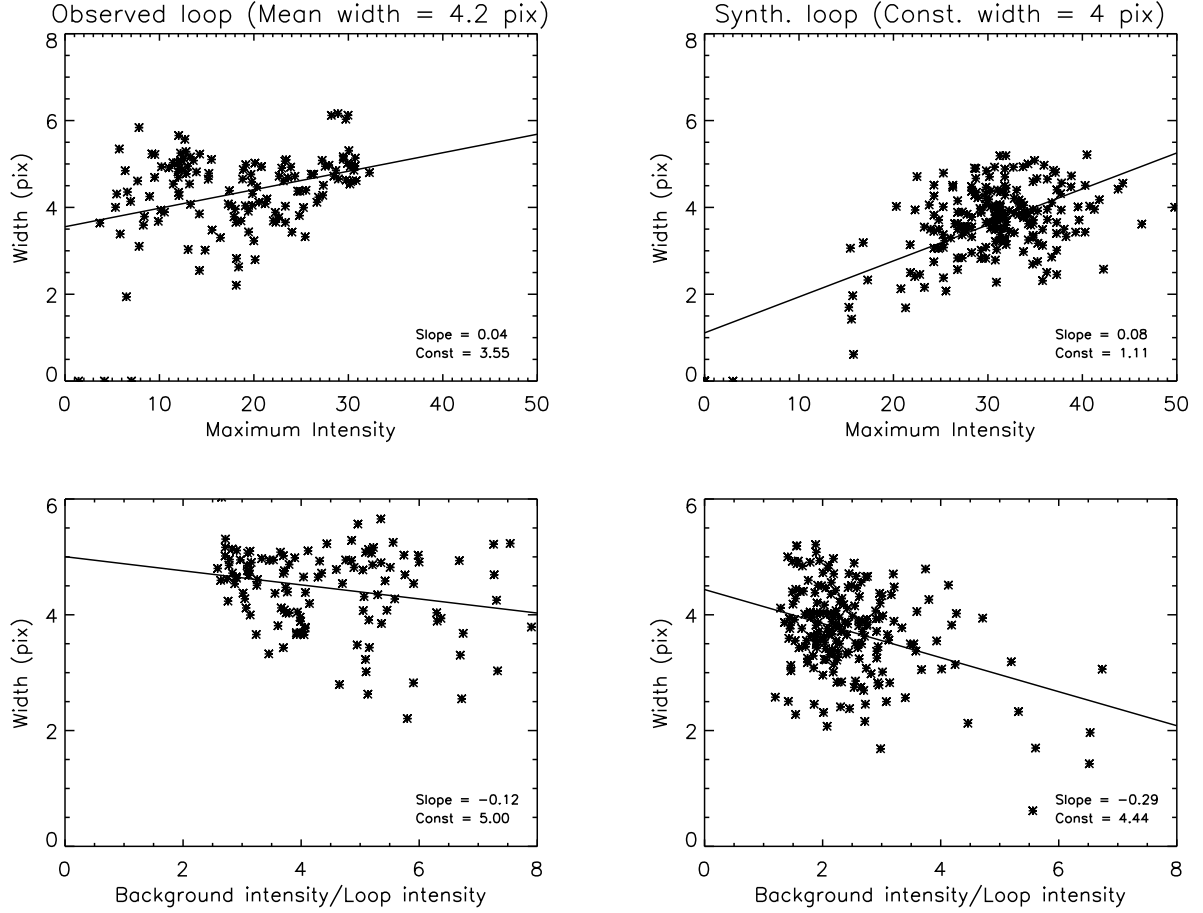 Observed loop (Mean width = 4.2 pix)
8
6
4
2
0
Width (pix)
Slope = 0.04
Const = 3.55
0 10 20 30 40 50
Maximum Intensity
Synth. loop (Const. width = 4 pix)
8
6
4
2
0
Width (pix)
Slope = 0.08
Const = 1.11
0 10 20 30 40 50
Maximum Intensity
6
4
2
0
Width (pix)
Slope = −0.12
Const = 5.00
0 2 4 6 8
Background intensity/Loop intensity
6
4
2
0
Width (pix)
Slope = −0.29
Const = 4.44
0 2 4 6 8
Background intensity/Loop intensity